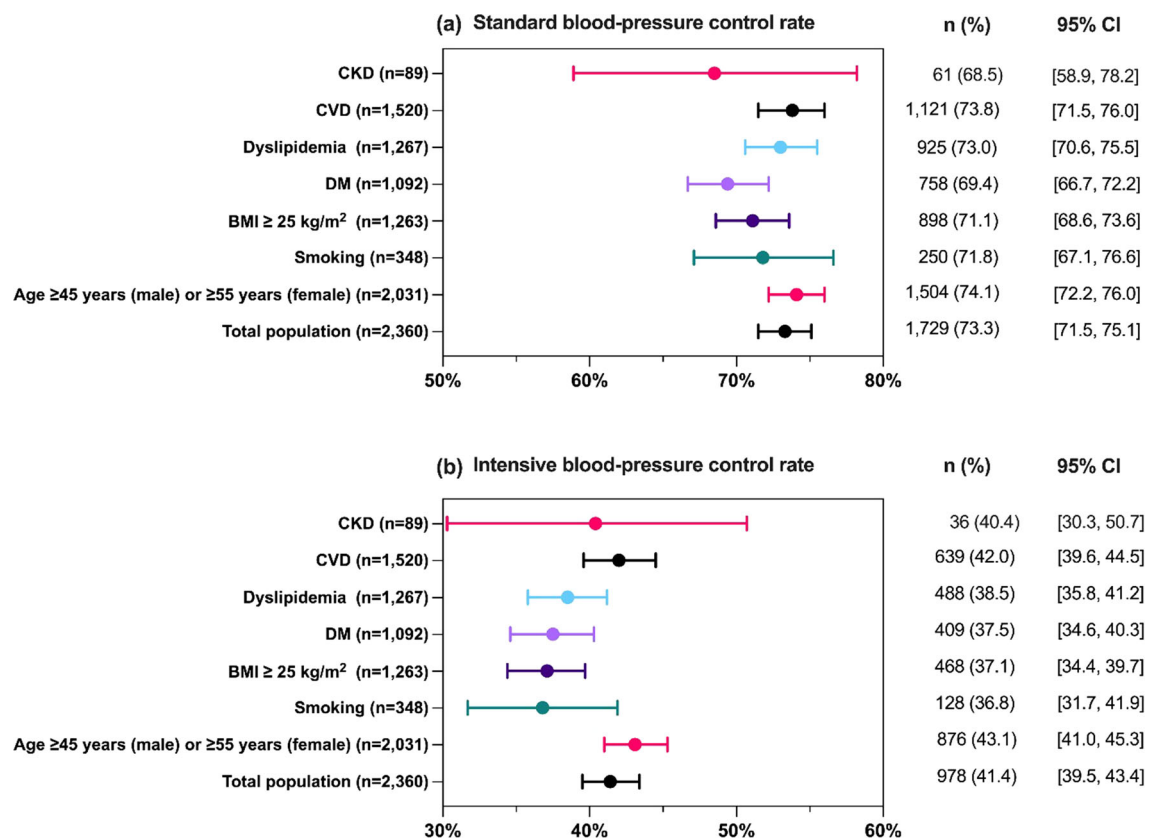 (a) Standard blood-pressure control rate n (%) 95% CI
CKD (n=89) 61 (68.5) [58.9, 78.2]
CVD (n=1,520) 1,121 (73.8) [71.5, 76.0]
Dyslipidemia (n=1,267) 925 (73.0) [70.6, 75.5]
DM (n=1,092) 758 (69.4) [66.7, 72.2]
BMI ≥ 25 kg/m² (n=1,263) 898 (71.1) [68.6, 73.6]
Smoking (n=348) 250 (71.8) [67.1, 76.6]
Age ≥45 years (male) or ≥55 years (female) (n=2,031) 1,504 (74.1) [72.2, 76.0]
Total population (n=2,360) 1,729 (73.3) [71.5, 75.1]
50% 60% 70% 80%
(b) Intensive blood-pressure control rate n (%) 95% CI
CKD (n=89) 36 (40.4) [30.3, 50.7]
CVD (n=1,520) 639 (42.0) [39.6, 44.5]
Dyslipidemia (n=1,267) 488 (38.5) [35.8, 41.2]
DM (n=1,092) 409 (37.5) [34.6, 40.3]
BMI ≥ 25 kg/m² (n=1,263) 468 (37.1) [34.4, 39.7]
Smoking (n=348) 128 (36.8) [31.7, 41.9]
Age ≥45 years (male) or ≥55 years (female) (n=2,031) 876 (43.1) [41.0, 45.3]
Total population (n=2,360) 978 (41.4) [39.5, 43.4]
30% 40% 50% 60%